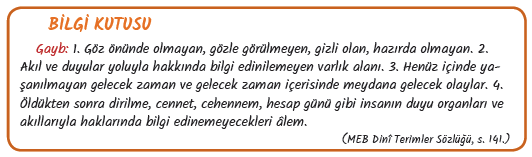 BİLGİ KUTUSU
Gayb: 1. Göz önünde olmayan, gözle görülmeyen, gizli olan, hazırda olmayan. 2.
Akıl ve duyular yoluyla hakkında bilgi edinilemeyen varlık alanı. 3. Henüz içinde ya-
şanılmayan gelecek zaman ve gelecek zaman içerisinde meydana gelecek olaylar. 4.
Öldükten sonra dirilme, cennet, cehennem, hesap günü gibi insanın duyu organları ve
akıllarıyla haklarında bilgi edinemeyecekleri âlem.
(MEB Dinî Terimler Sözlüğü, s. 141.)